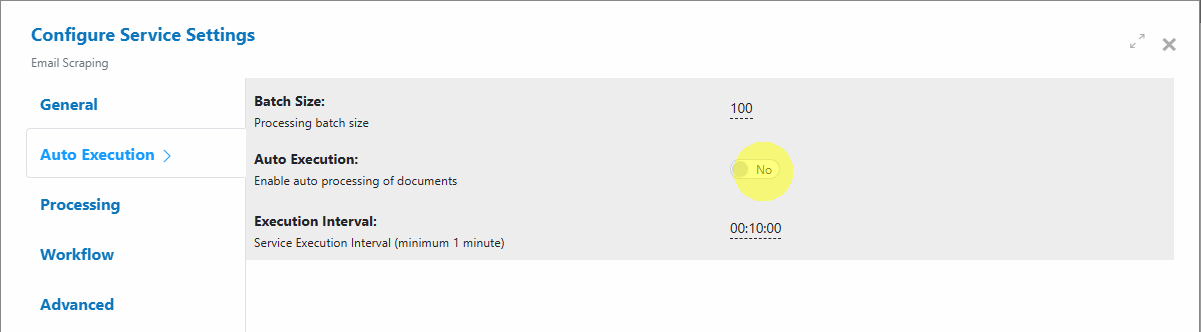 Configure Service Settings
Email Scraping
General
Auto Execution
Processing
Workflow
Advanced
Batch Size:
Processing batch size
100
Auto Execution:
Enable auto processing of documents
No
Execution Interval:
Service Execution Interval (minimum 1 minute)
00:10:00